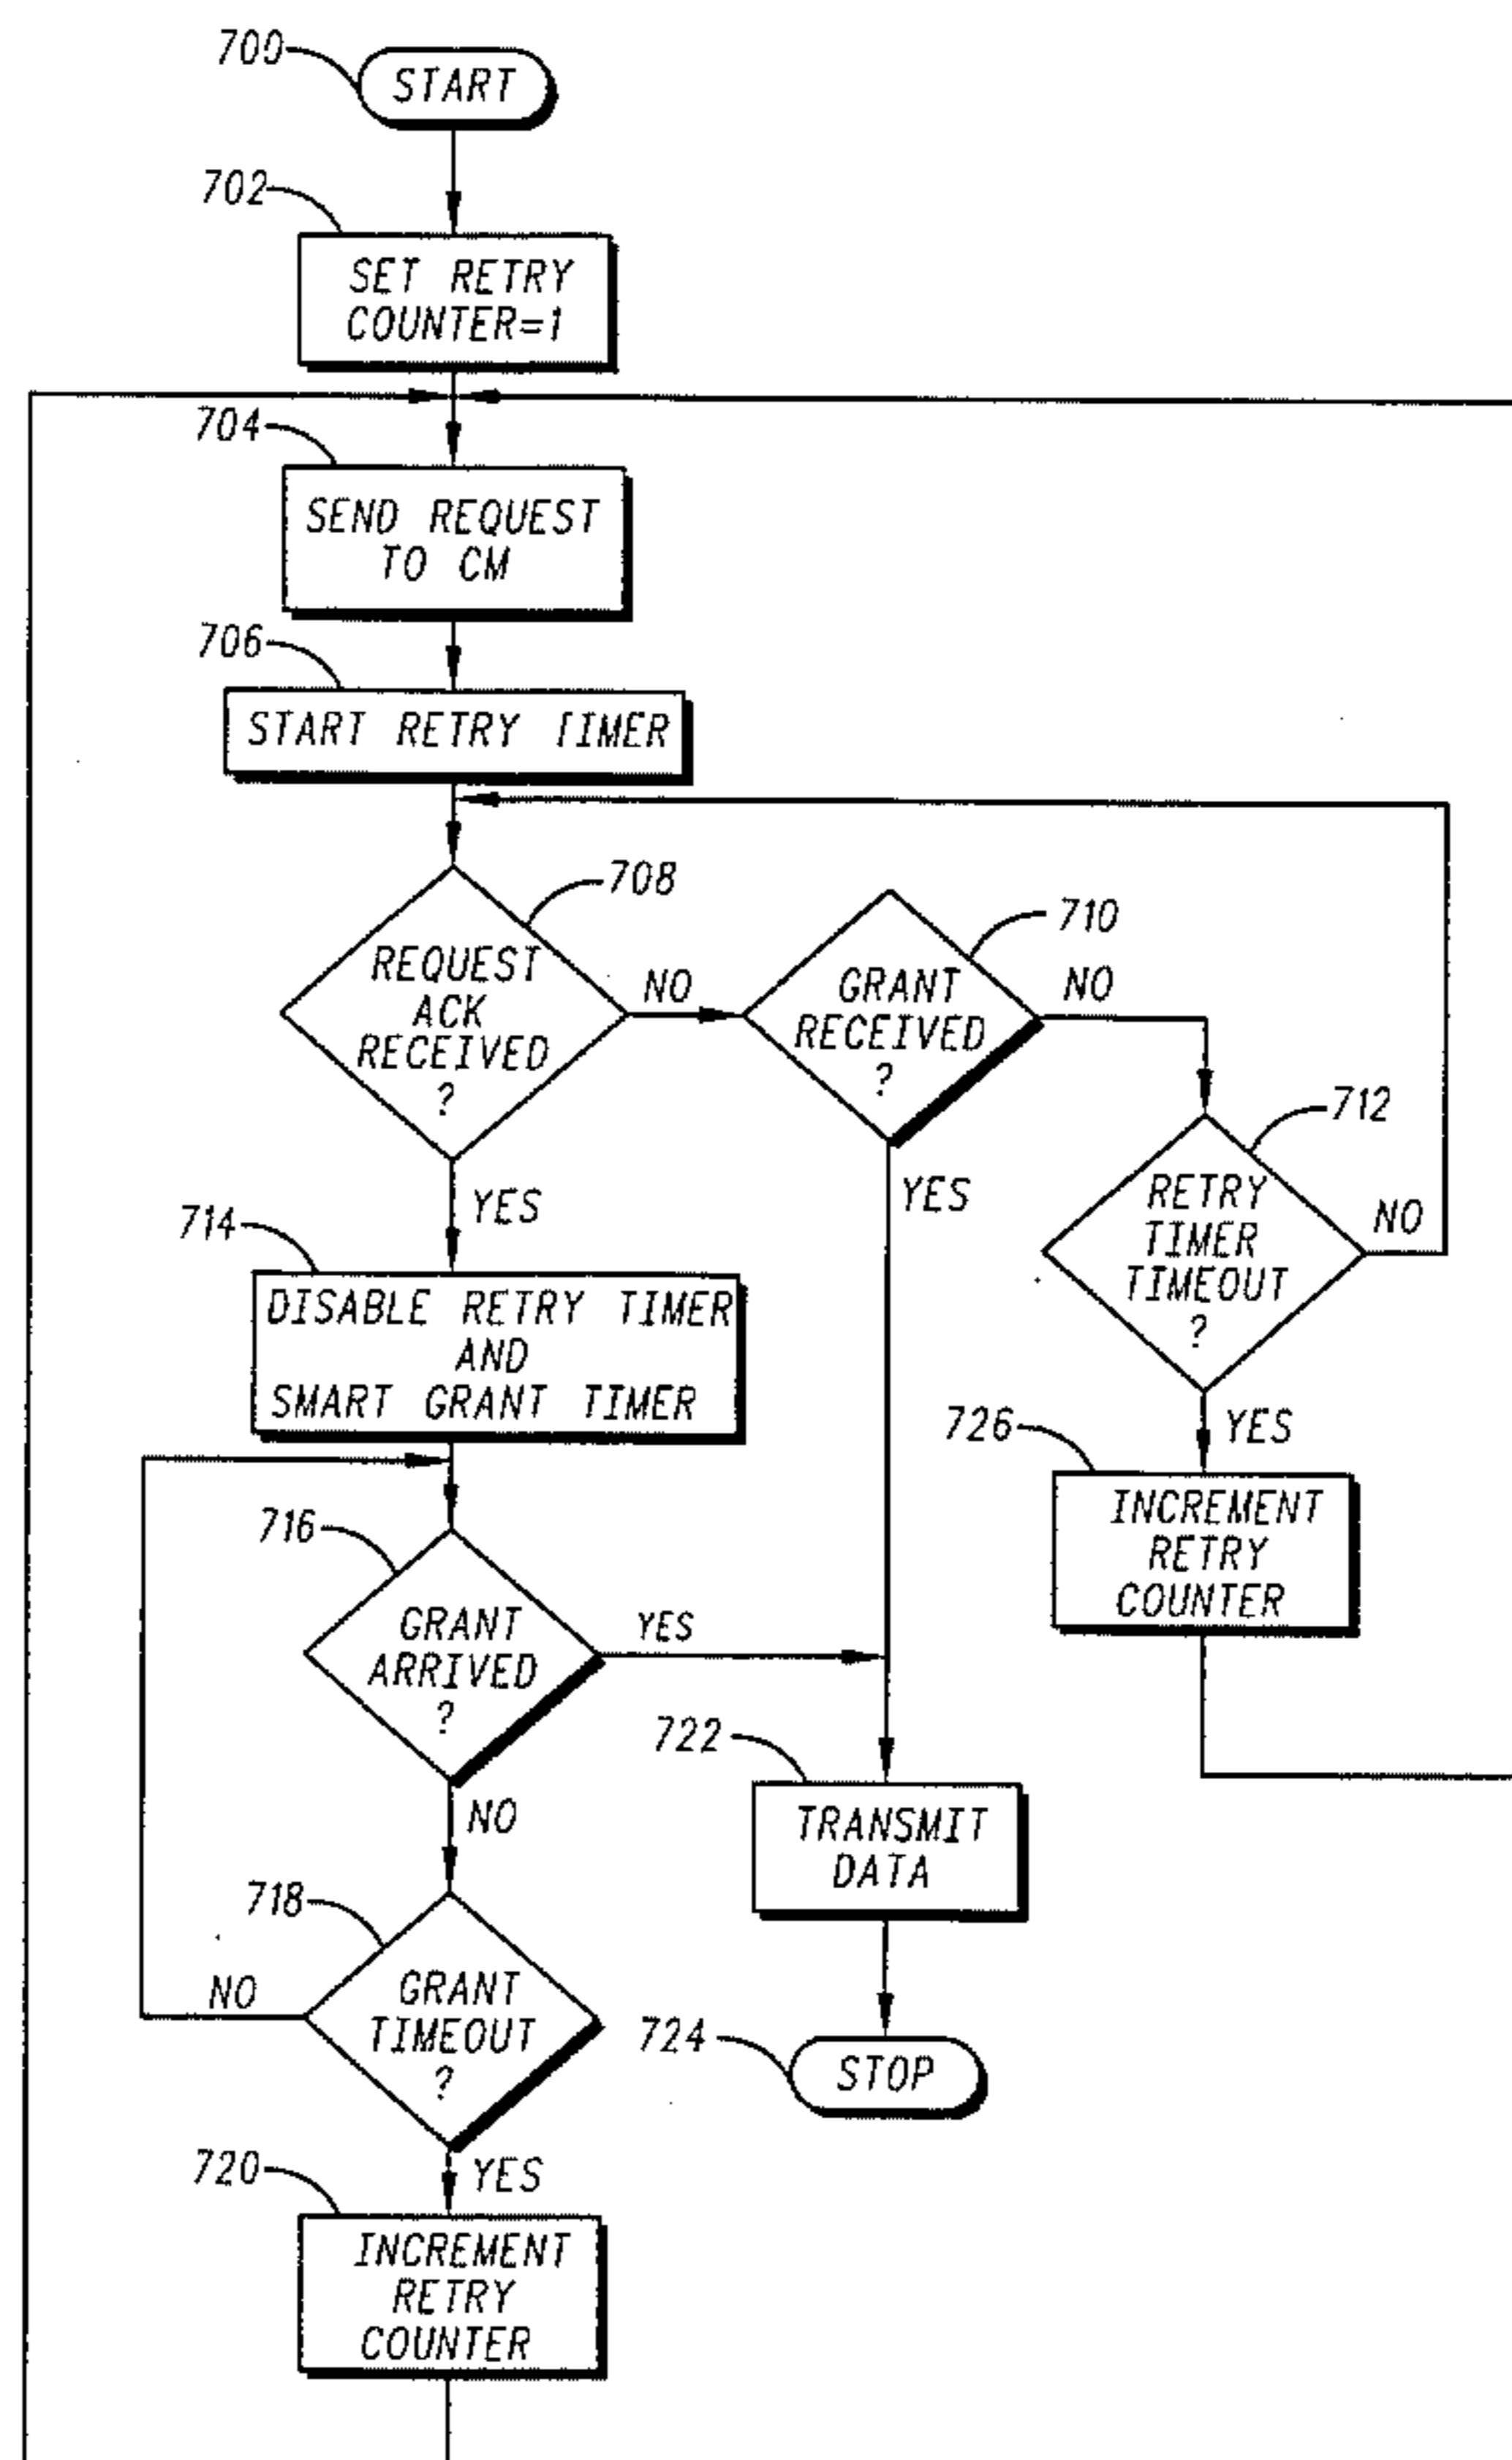 700
START
702
SET RETRY
COUNTER=1
704
SEND REQUEST
TO CM
706
START RETRY TIMER
708
REQUEST
ACK
RECEIVED
?
NO
710
GRANT
RECEIVED
?
NO
712
RETRY
TIMER
TIMEOUT
?
NO
YES
YES
714
DISABLE RETRY TIMER
AND
SMART GRANT TIMER
YES
726
INCREMENT
RETRY
COUNTER
716
GRANT
ARRIVED
?
YES
722
TRANSMIT
DATA
NO
718
GRANT
TIMEOUT
?
NO
724
STOP
YES
720
INCREMENT
RETRY
COUNTER